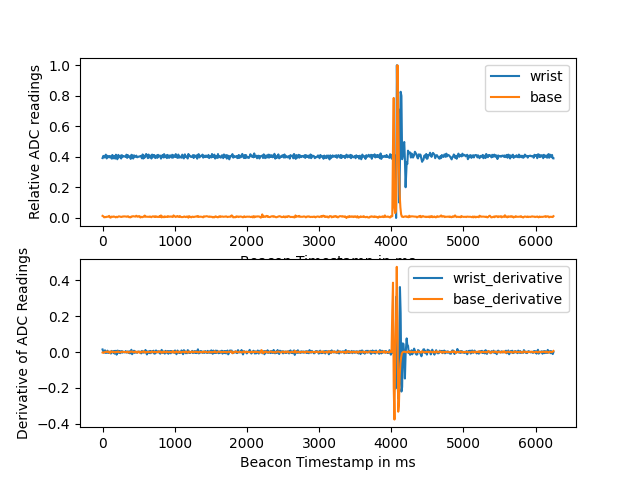 Relative ADC readings
1.0
0.8
0.6
0.4
0.2
0.0
wrist
base
0 1000 2000 3000 4000 5000 6000
Beacon Timestamp in ms
Derivative of ADC Readings
0.4
0.2
0.0
−0.2
−0.4
wrist_derivative
base_derivative
0 1000 2000 3000 4000 5000 6000
Beacon Timestamp in ms